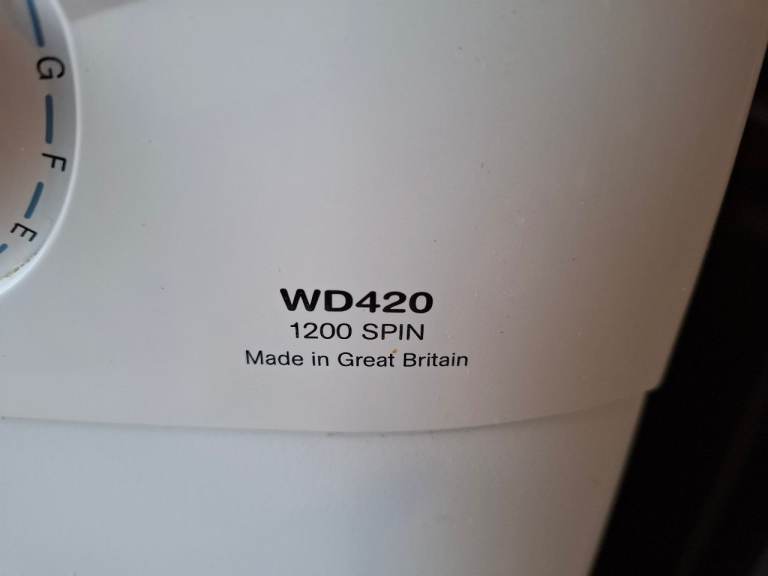 G
F
E
WD420
1200 SPIN
Made in Great Britain